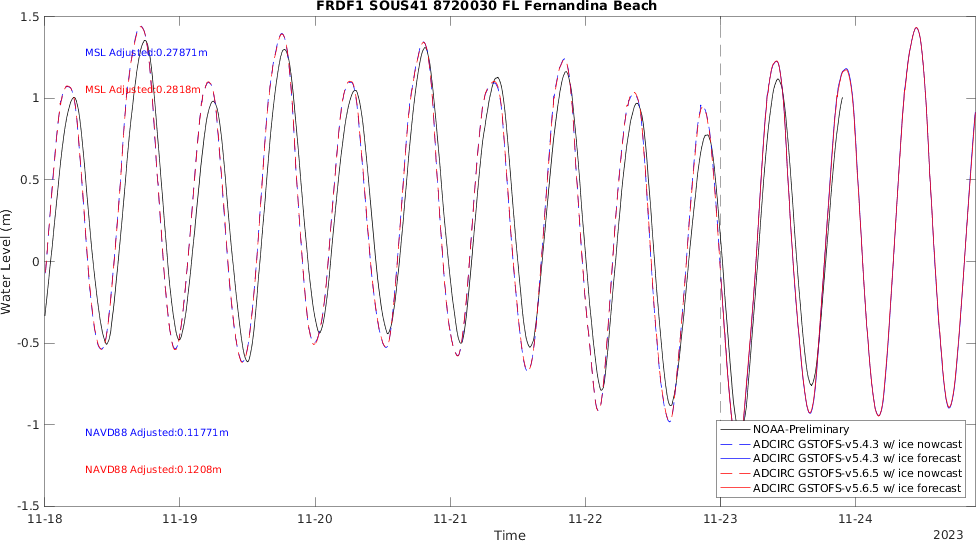 FRDF1 SOUS41 8720030 FL Fernandina Beach
1.5
MSL Adjusted:0.27871m
MSL Adjusted:0.2818m
1
0.5
0
-0.5
-1
-1.5
Water Level (m)
NAVD88 Adjusted:0.11771m
NAVD88 Adjusted:0.1208m
NOAA-Preliminary
ADCIRC GSTOFS-v5.4.3 w/ ice nowcast
ADCIRC GSTOFS-v5.4.3 w/ ice forecast
ADCIRC GSTOFS-v5.6.5 w/ ice nowcast
ADCIRC GSTOFS-v5.6.5 w/ ice forecast
11-18 11-19 11-20 11-21 11-22 11-23 11-24
Time
2023